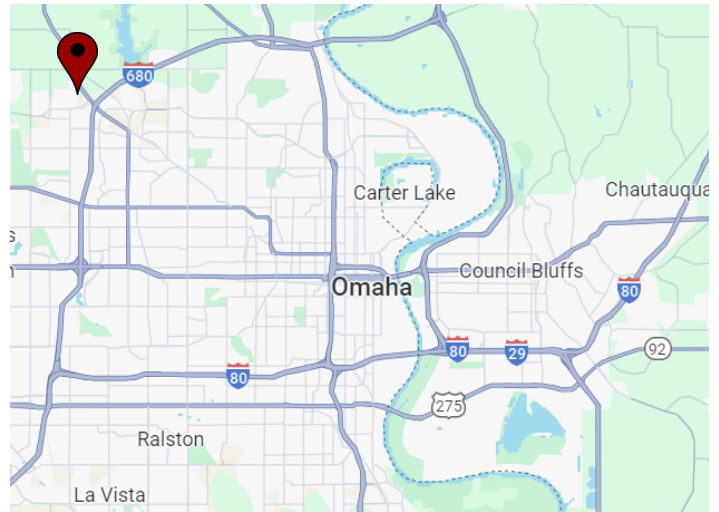 680
Carter Lake
Chautauqua
s
n
Council Bluffs
Omaha
80
80
29
92
80
275
Ralston
La Vista